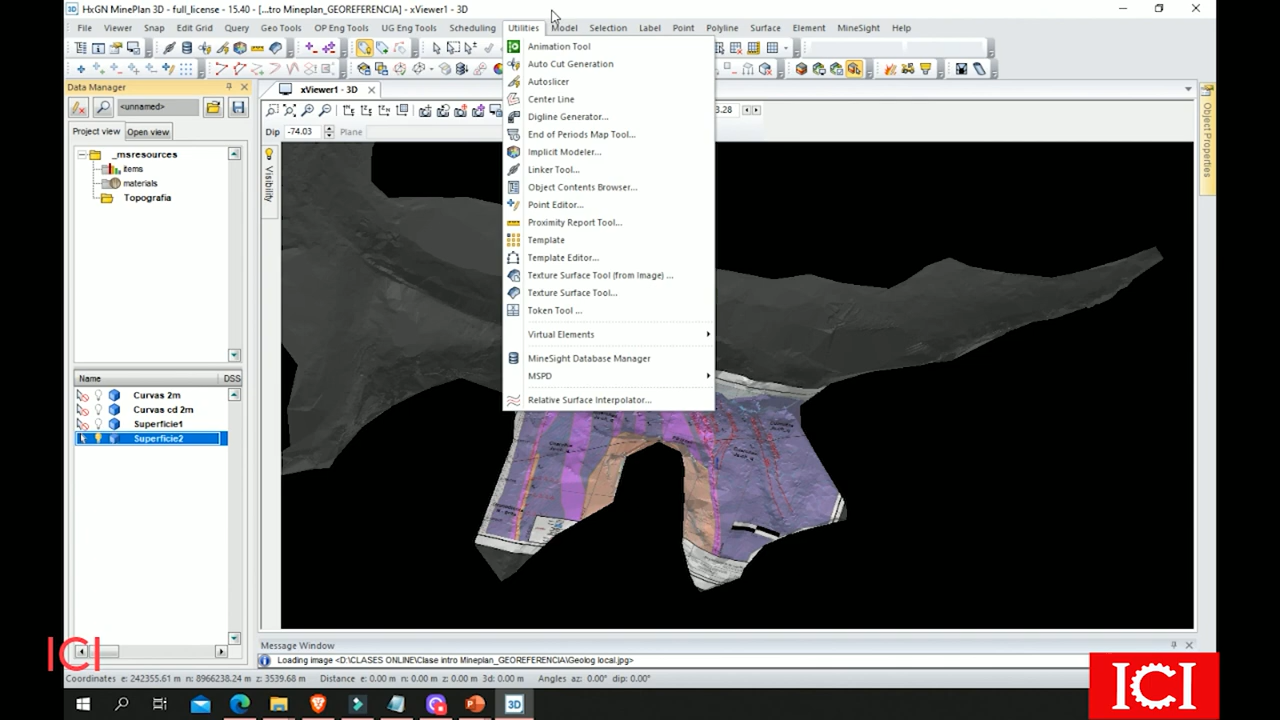 HxGN MinePlan 3D - full_license - 15.40 - [...tro Mineplan_GEOREFERENCIA] - xViewer1 - 3D
File Viewer Snap Edit Grid Query Geo Tools OP Eng Tools UG Eng Tools Scheduling Utilities Model Selection Label Point Polyline Surface Element MineSight Help
Data Manager
<unnamed>
Project view Open view
_msresources
items
materials
Topografia
Name DSS
Curvas 2m
Curvas cd 2m
Superficie1
Superficie2
xViewer1 - 3D
3.28
Dip -74.03 Plane
Visibility
Object Properties
Animation Tool
Auto Cut Generation
Autoslicer
Center Line
Digline Generator...
End of Periods Map Tool...
Implicit Modeler...
Linker Tool...
Object Contents Browser...
Point Editor...
Proximity Report Tool...
Template
Template Editor...
Texture Surface Tool (from Image) ...
Texture Surface Tool...
Token Tool ...
Virtual Elements
MineSight Database Manager
MSPD
Relative Surface Interpolator...
Message Window
Loading image <D:\CLASES ONLINE\Clase intro Mineplan_GEOREFERENCIA\Geolog local.jpg>
Coordinates e: 242355.61 m n: 8966238.24 m z: 3539.68 m Distance e: 0.00 m n: 0.00 m z: 0.00 m 3d: 0.00 m Angles az: 0.00° dip: 0.00°
3D
ICI
ICI